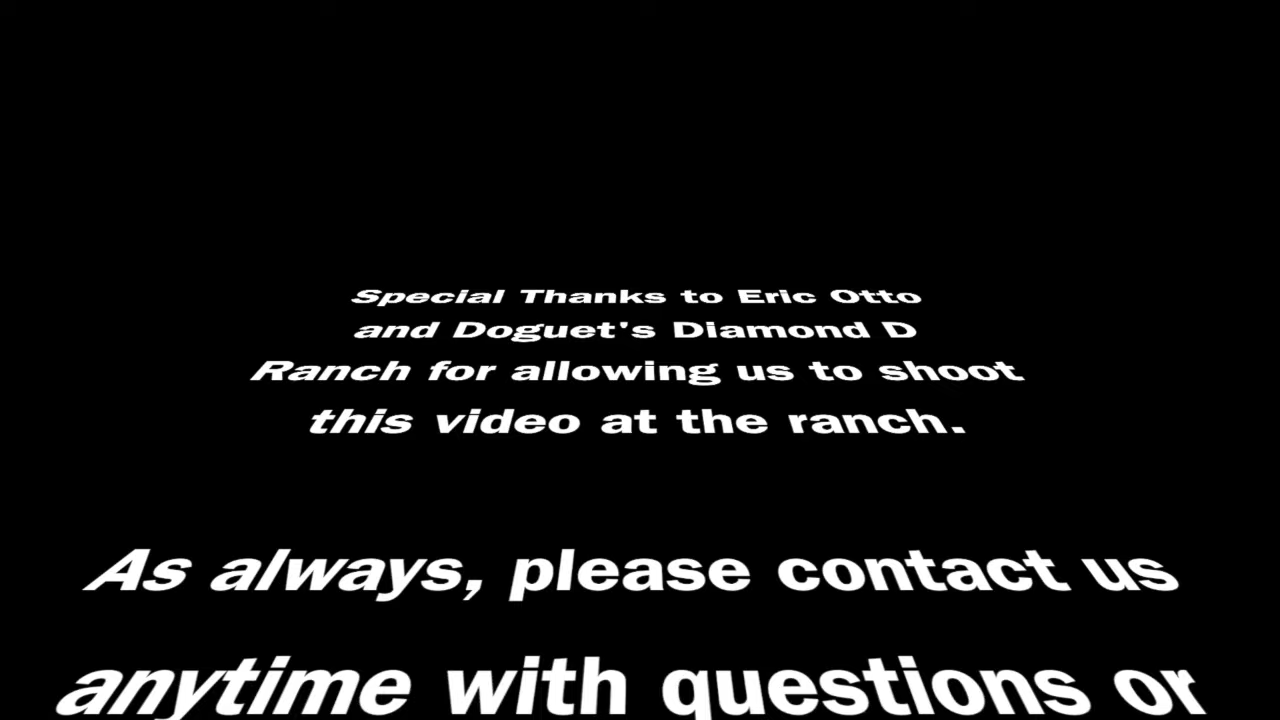 Special Thanks to Eric Otto
and Doguet's Diamond D
Ranch for allowing us to shoot
this video at the ranch.
As always, please contact us
anytime with questions or